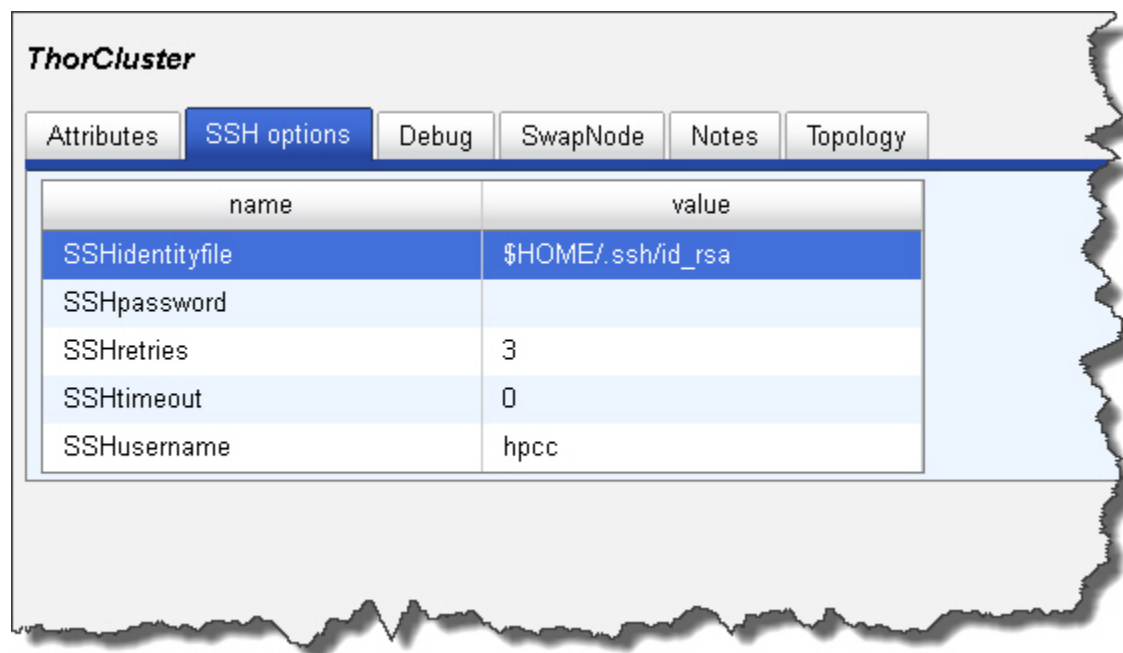 ThorCluster
Attributes SSH options Debug SwapNode Notes Topology
name value
SSHidentityfile $HOME/.ssh/id_rsa
SSHpassword
SSHretries 3
SSHtimeout 0
SSHusername hpcc